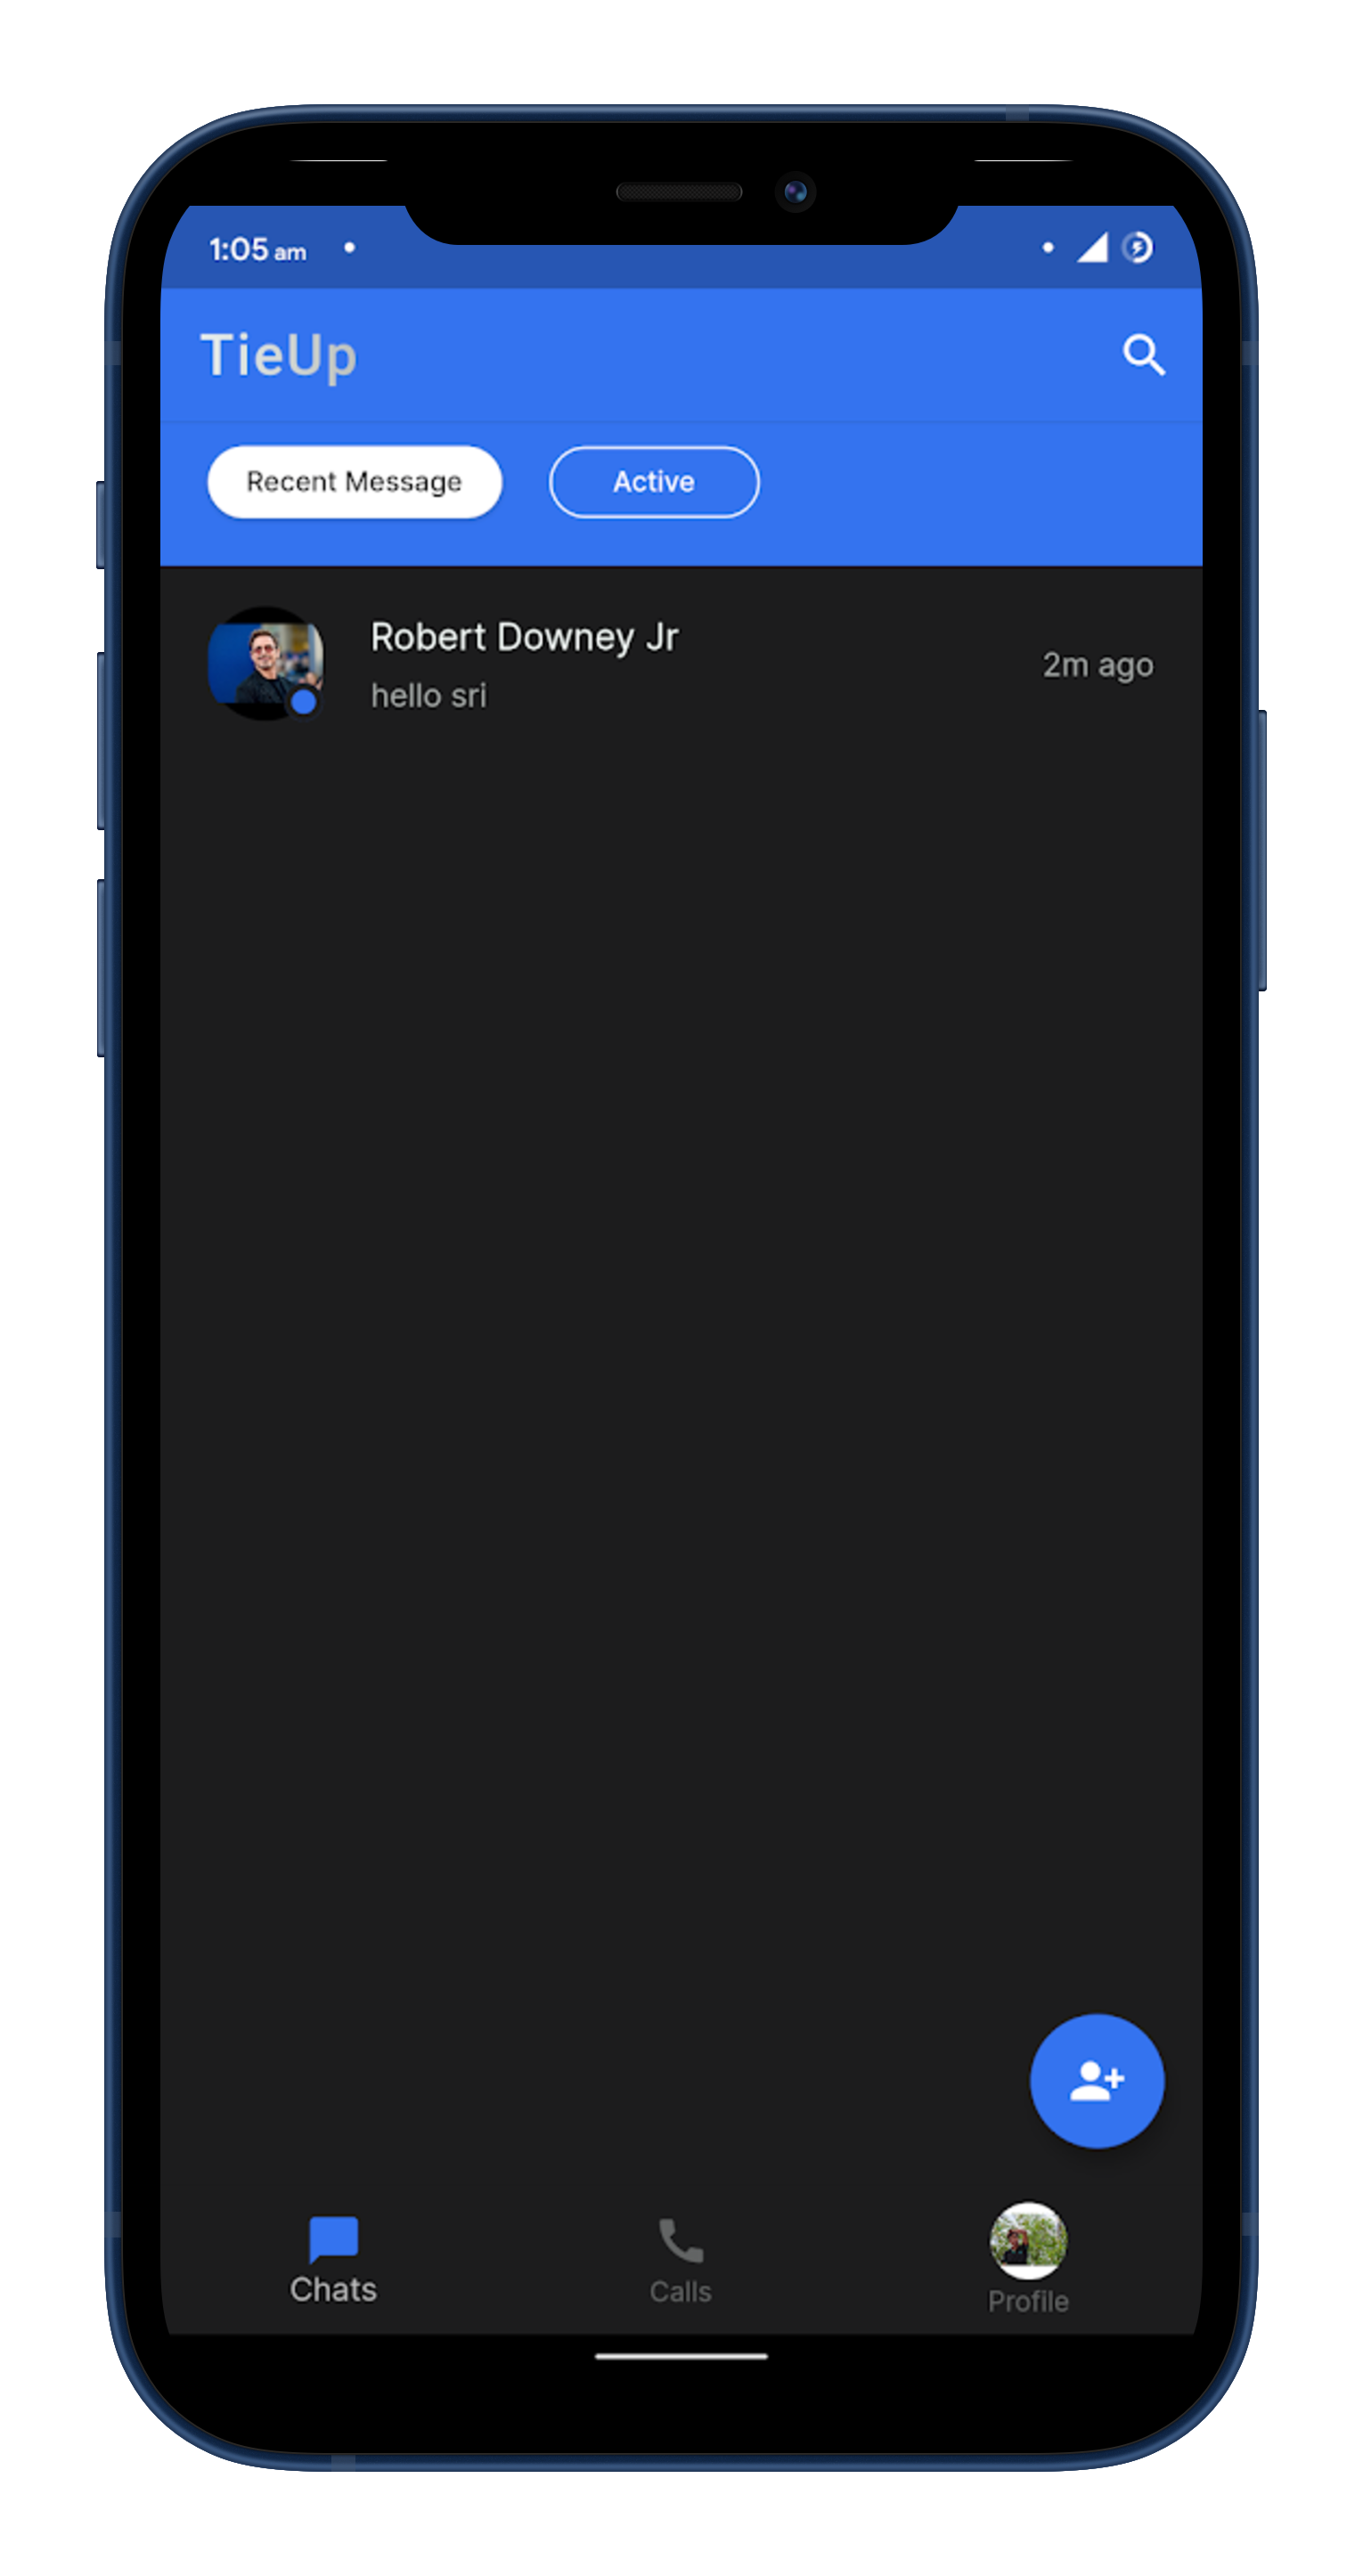 1:05 am
TieUp
Recent Message
Active
Robert Downey Jr
hello sri
2m ago
Chats
Calls
Profile